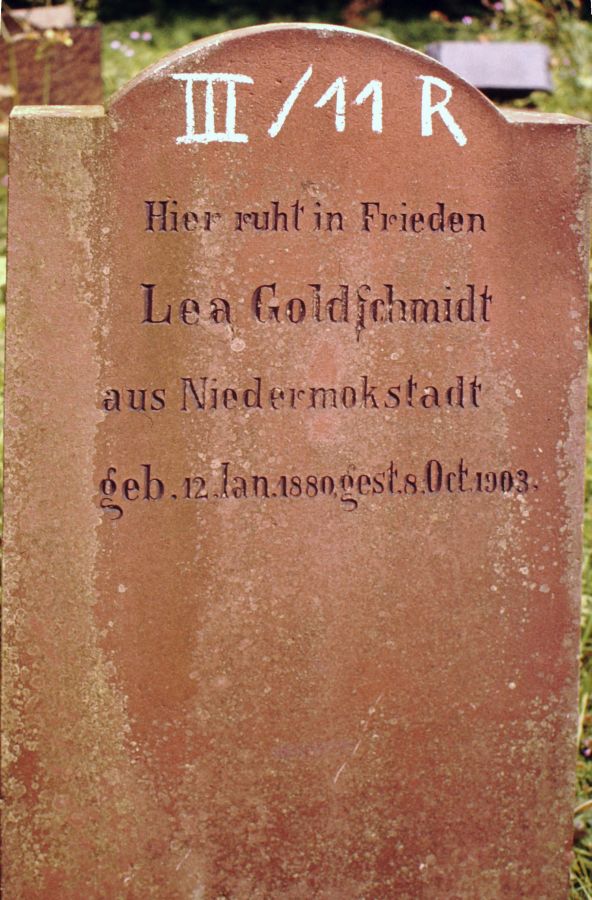 III/11 R
Hier ruht in Frieden
Lea Goldſchmidt
aus Niedermokstadt
geb. 12. Jan. 1880, gest. 8. Oct. 1903.